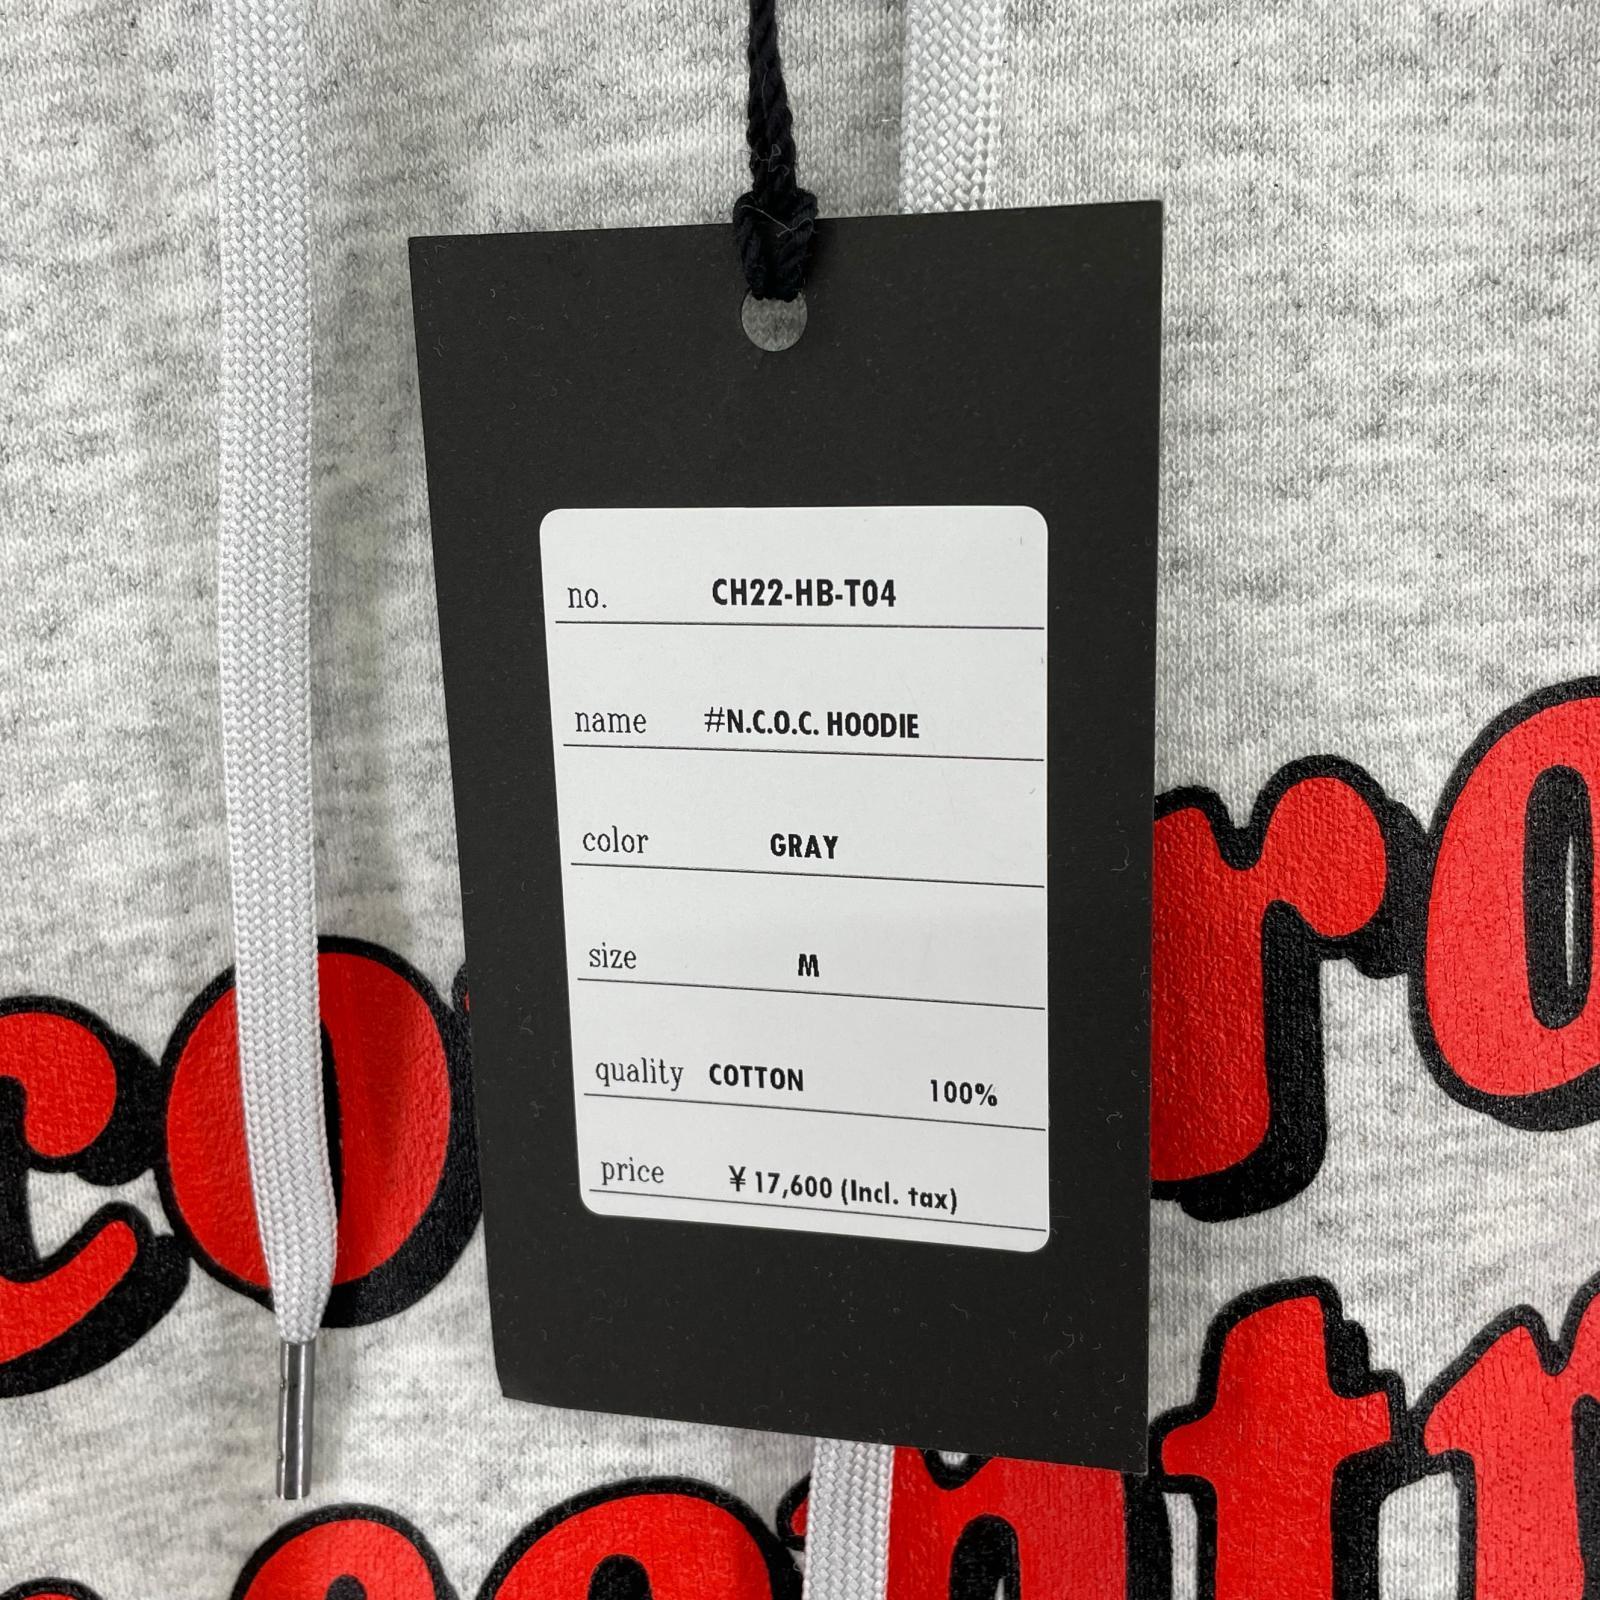 no. CH22-HB-T04
name #N.C.O.C. HOODIE
color GRAY
size M
quality COTTON 100%
price ¥17,600 (Incl. tax)